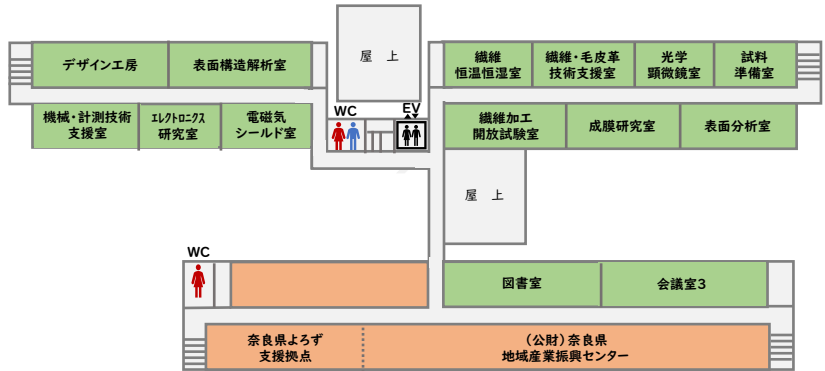 屋 上
デザイン工房
表面構造解析室
繊維
恒温恒湿室
繊維・毛皮革
技術支援室
光学
顕微鏡室
試料
準備室
機械・計測技術
支援室
エレクトロニクス
研究室
電磁気
シールド室
WC
EV
繊維加工
開放試験室
成膜研究室
表面分析室
屋 上
WC
図書室
会議室3
奈良県よろず
支援拠点
(公財)奈良県
地域産業振興センター